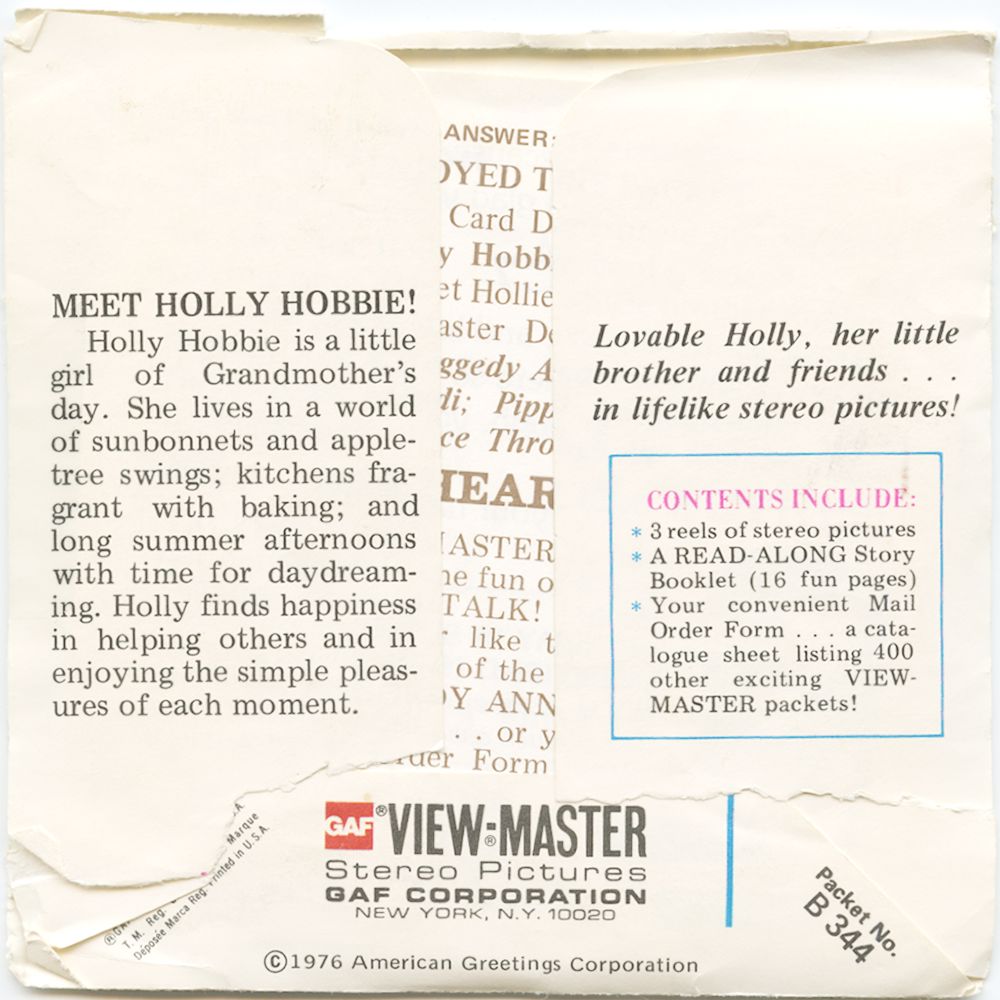 MEET HOLLY HOBBIE!
Holly Hobbie is a little
girl of Grandmother's
day. She lives in a world
of sunbonnets and apple-
tree swings; kitchens fra-
grant with baking; and
long summer afternoons
with time for daydream-
ing. Holly finds happiness
in helping others and in
enjoying the simple pleas-
ures of each moment.
ANSWER:
OYED T
Card D
y Hobb
et Hollie
aster De
ggedy A
di; Pipp
ce Thro
HEAR
MASTER
he fun o
TALK!
like t
of the
DY ANN
. . or y
rder Form
Lovable Holly, her little
brother and friends . . .
in lifelike stereo pictures!
CONTENTS INCLUDE:
* 3 reels of stereo pictures
* A READ-ALONG Story
Booklet (16 fun pages)
* Your convenient Mail
Order Form . . . a cata-
logue sheet listing 400
other exciting VIEW-
MASTER packets!
GAF® VIEW-MASTER®
Stereo Pictures
GAF CORPORATION
NEW YORK, N.Y. 10020
T. M. Reg. Marque
Déposée Marca Reg. Printed in U.S.A.
Packet No.
B 344
©1976 American Greetings Corporation